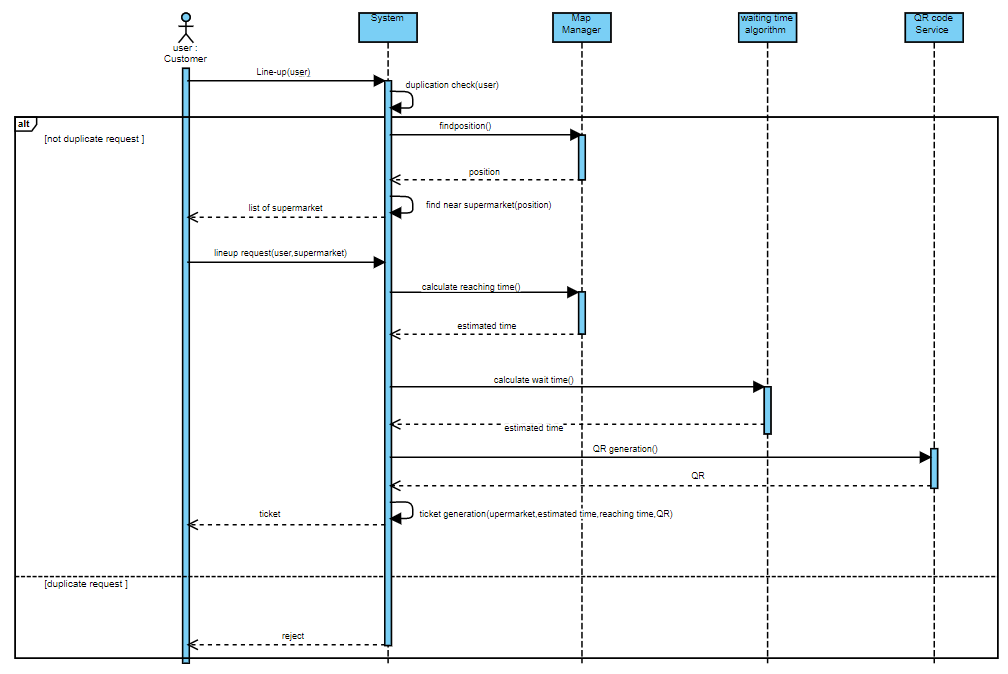 System
Map
Manager
waiting time
algorithm
QR code
Service
user :
Customer
Line-up(user)
duplication check(user)
alt
[not duplicate request ]
findposition()
position
find near supermarket(position)
list of supermarket
lineup request(user,supermarket)
calculate reaching time()
estimated time
calculate wait time()
estimated time
QR generation()
QR
ticket generation(upermarket,estimated time,reaching time,QR)
ticket
[duplicate request ]
reject